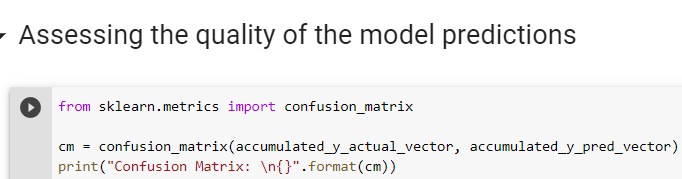 Assessing the quality of the model predictions
from sklearn.metrics import confusion_matrix
cm = confusion_matrix(accumulated_y_actual_vector, accumulated_y_pred_vector)
print("Confusion Matrix: \n{}".format(cm))